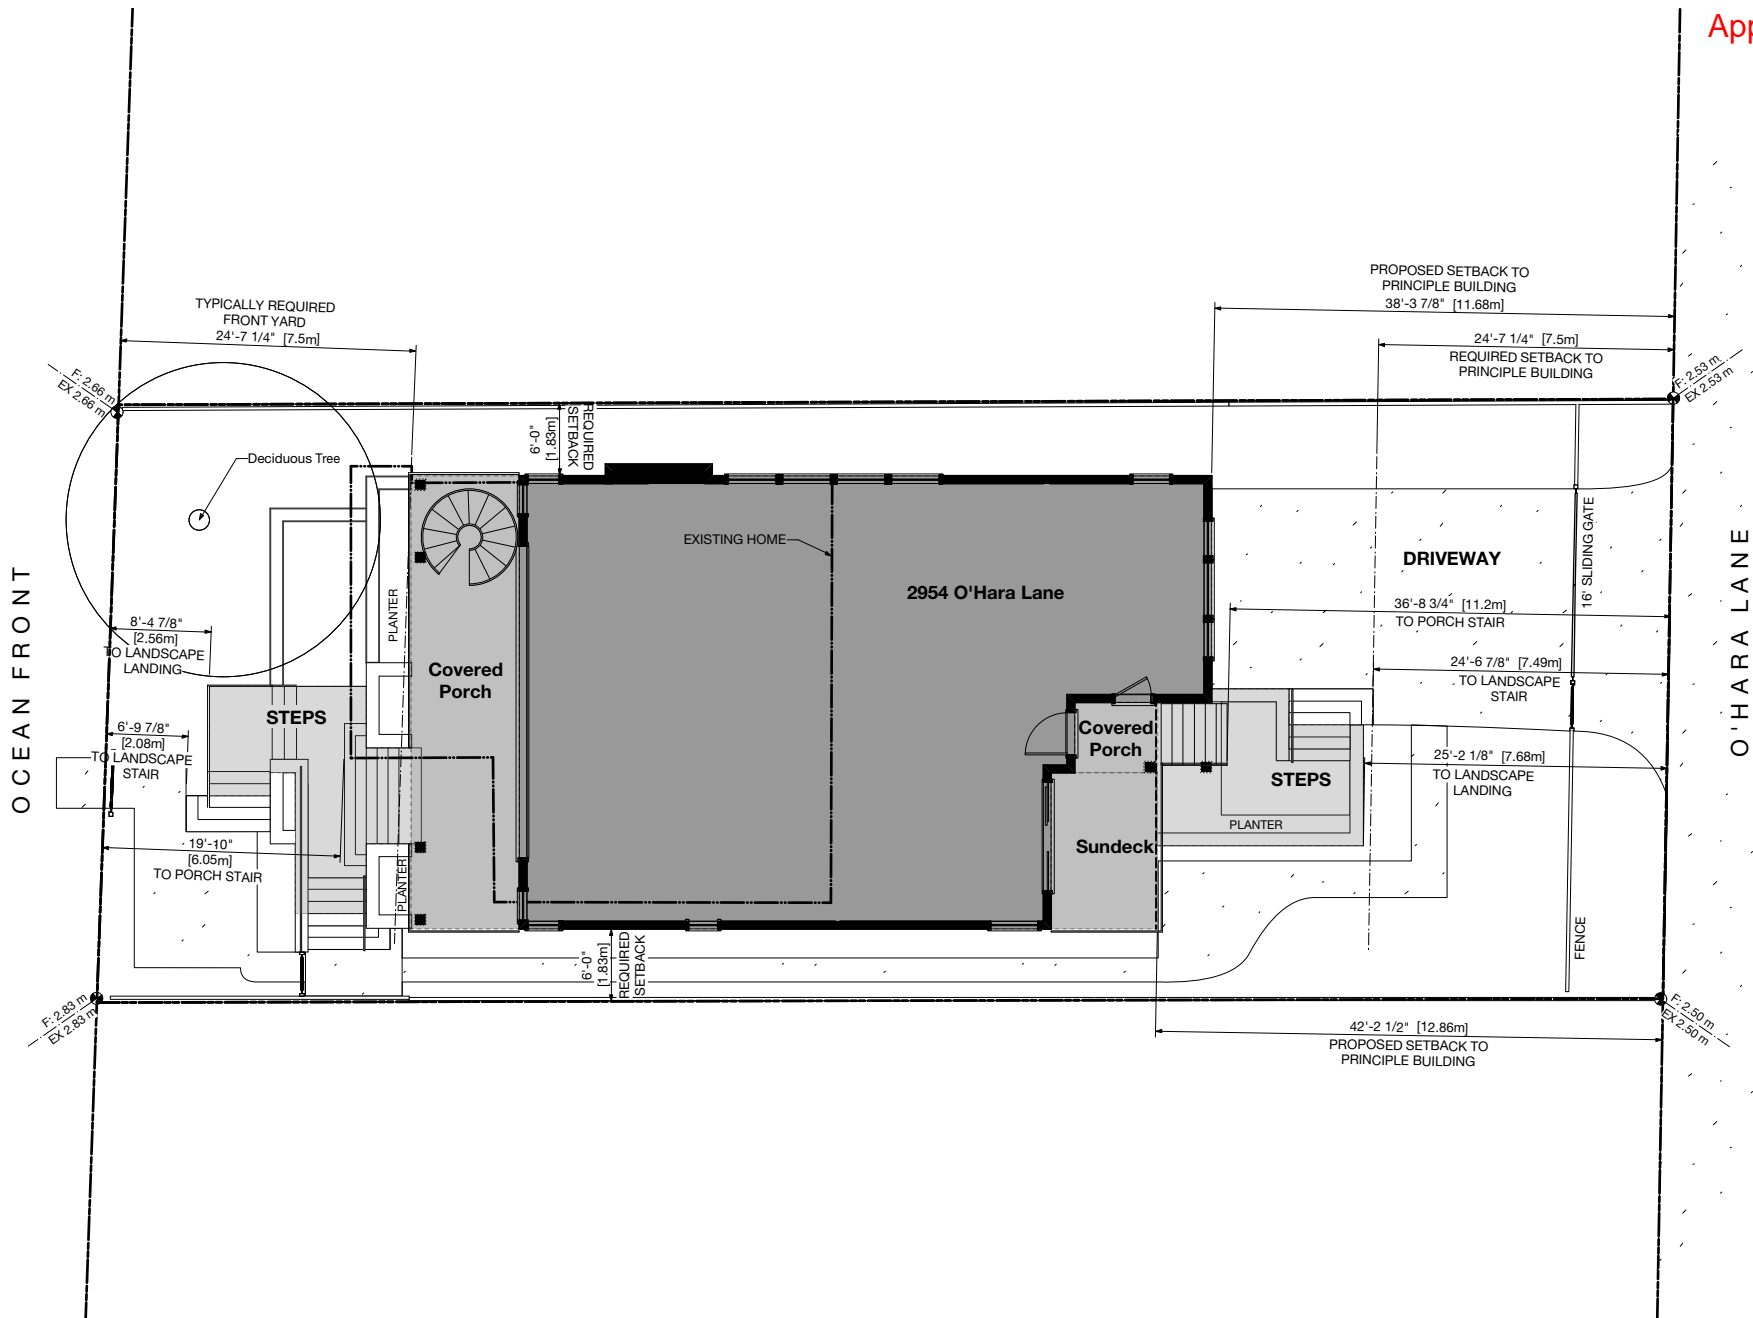 App
PROPOSED SETBACK TO
PRINCIPLE BUILDING
38'-3 7/8" [11.68m]
TYPICALLY REQUIRED
FRONT YARD
24'-7 1/4" [7.5m]
24'-7 1/4" [7.5m]
REQUIRED SETBACK TO
PRINCIPLE BUILDING
F: 2.66 m
EX 2.66 m
F: 2.53 m
EX 2.53 m
6'-0"
[1.83m]
REQUIRED
SETBACK
Deciduous Tree
EXISTING HOME
2954 O'Hara Lane
DRIVEWAY
16' SLIDING GATE
OCEAN FRONT
O'HARA LANE
PLANTER
8'-4 7/8"
[2.56m]
TO LANDSCAPE
LANDING
36'-8 3/4" [11.2m]
TO PORCH STAIR
Covered
Porch
24'-6 7/8" [7.49m]
TO LANDSCAPE
STAIR
STEPS
6'-9 7/8"
[2.08m]
TO LANDSCAPE
STAIR
Covered
Porch
25'-2 1/8" [7.68m]
TO LANDSCAPE
LANDING
STEPS
PLANTER
19'-10"
[6.05m]
TO PORCH STAIR
Sundeck
PLANTER
FENCE
6'-0"
[1.83m]
REQUIRED
SETBACK
F: 2.83 m
EX 2.83 m
F: 2.50 m
EX 2.50 m
42'-2 1/2" [12.86m]
PROPOSED SETBACK TO
PRINCIPLE BUILDING